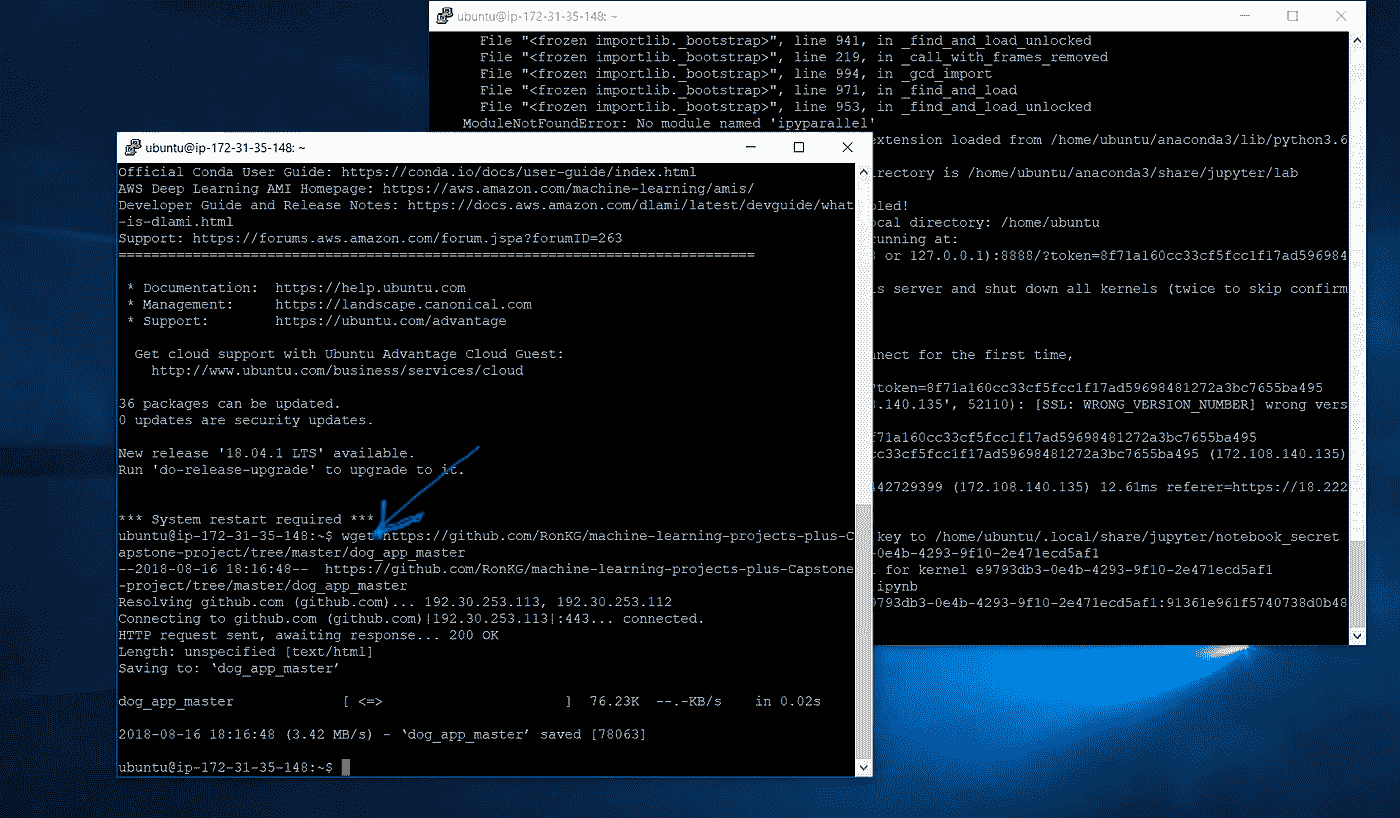 ubuntu@ip-172-31-35-148: ~
File "<frozen importlib._bootstrap>", line 941, in _find_and_load_unlocked
File "<frozen importlib._bootstrap>", line 219, in _call_with_frames_removed
File "<frozen importlib._bootstrap>", line 994, in _gcd_import
File "<frozen importlib._bootstrap>", line 971, in _find_and_load
File "<frozen importlib._bootstrap>", line 953, in _find_and_load_unlocked
ModuleNotFoundError: No module named 'ipyparallel'
extension loaded from /home/ubuntu/anaconda3/lib/python3.6
rectory is /home/ubuntu/anaconda3/share/jupyter/lab
oled!
ocal directory: /home/ubuntu
running at:
or 127.0.0.1):8888/?token=8f71a160cc33cf5fcc1f17ad596984
is server and shut down all kernels (twice to skip confirm
nnect for the first time,
?token=8f71a160cc33cf5fcc1f17ad59698481272a3bc7655ba495
.140.135', 52110): [SSL: WRONG_VERSION_NUMBER] wrong vers
f71a160cc33cf5fcc1f17ad59698481272a3bc7655ba495
cc33cf5fcc1f17ad59698481272a3bc7655ba495 (172.108.140.135)
42729399 (172.108.140.135) 12.61ms referer=https://18.222
key to /home/ubuntu/.local/share/jupyter/notebook_secret
-0e4b-4293-9f10-2e471ecd5af1
l for kernel e9793db3-0e4b-4293-9f10-2e471ecd5af1
ipynb
9793db3-0e4b-4293-9f10-2e471ecd5af1:91361e961f5740738d0b48
ubuntu@ip-172-31-35-148: ~
Official Conda User Guide: https://conda.io/docs/user-guide/index.html
AWS Deep Learning AMI Homepage: https://aws.amazon.com/machine-learning/amis/
Developer Guide and Release Notes: https://docs.aws.amazon.com/dlami/latest/devguide/what
-is-dlami.html
Support: https://forums.aws.amazon.com/forum.jspa?forumID=263
=============================================================================
* Documentation:  https://help.ubuntu.com
* Management:     https://landscape.canonical.com
* Support:        https://ubuntu.com/advantage
Get cloud support with Ubuntu Advantage Cloud Guest:
http://www.ubuntu.com/business/services/cloud
36 packages can be updated.
0 updates are security updates.
New release '18.04.1 LTS' available.
Run 'do-release-upgrade' to upgrade to it.
*** System restart required ***
ubuntu@ip-172-31-35-148:~$ wget https://github.com/RonKG/machine-learning-projects-plus-C
apstone-project/tree/master/dog_app_master
--2018-08-16 18:16:48--  https://github.com/RonKG/machine-learning-projects-plus-Capstone
-project/tree/master/dog_app_master
Resolving github.com (github.com)... 192.30.253.113, 192.30.253.112
Connecting to github.com (github.com)|192.30.253.113|:443... connected.
HTTP request sent, awaiting response... 200 OK
Length: unspecified [text/html]
Saving to: ‘dog_app_master’
dog_app_master             [ <=>                      ]  76.23K  --.-KB/s    in 0.02s
2018-08-16 18:16:48 (3.42 MB/s) - ‘dog_app_master’ saved [78063]
ubuntu@ip-172-31-35-148:~$